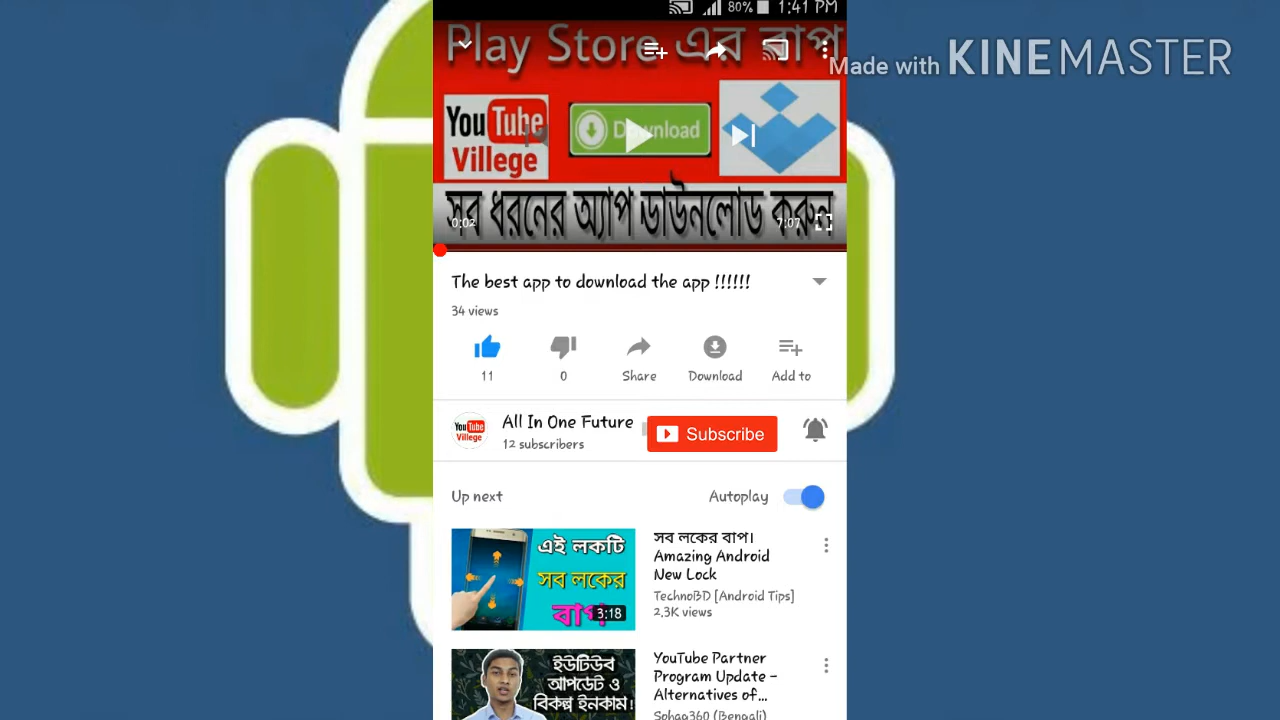 80% 1:41 PM
Play Store এর বাপ
Made with KINEMASTER
You Tube
Villege
Download
সব ধরনের অ্যাপ ডাউনলোড করুন
0:02
7:07
The best app to download the app !!!!!!
34 views
11
0
Share
Download
Add to
You Tube
Villege
All In One Future
12 subscribers
Subscribe
Up next
Autoplay
এই লকটি
সব লকের
বাপ
3:18
সব লকের বাপ।
Amazing Android
New Lock
TechnoBD [Android Tips]
2.3K views
ইউটিউব
আপডেট ও
বিকল্প ইনকাম!
YouTube Partner
Program Update -
Alternatives of...
Sohag360 (Bengali)